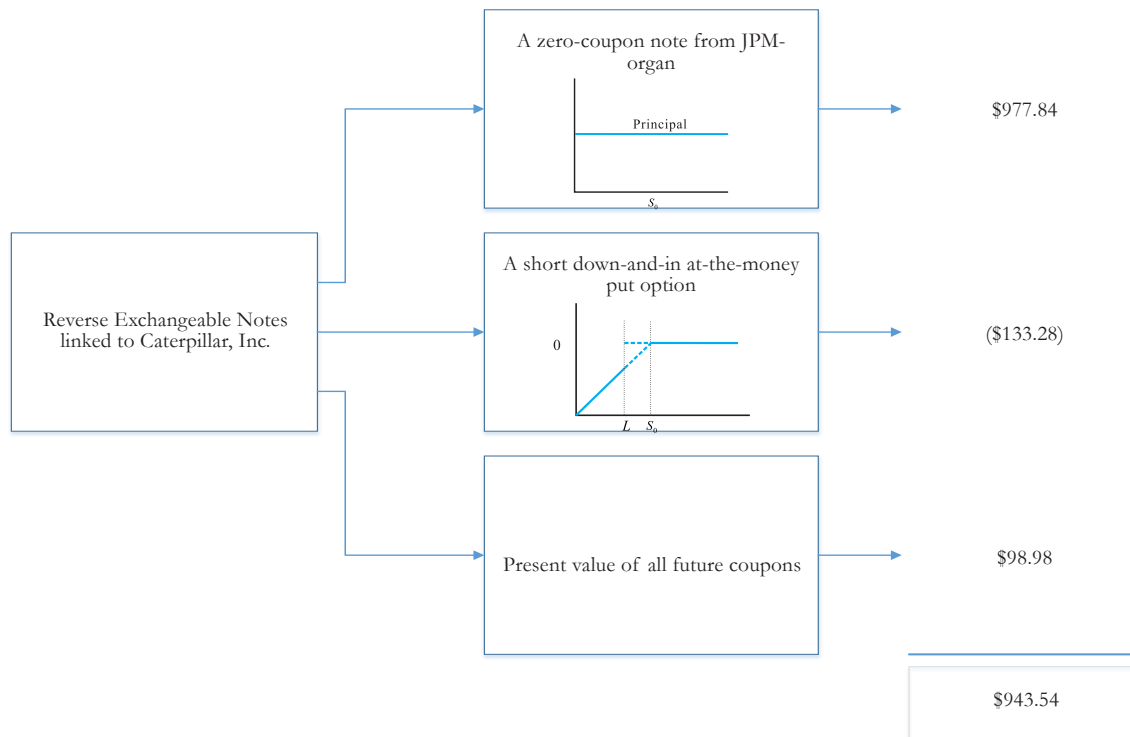 A zero-coupon note from JPM-
organ
Principal
S₀
$977.84
Reverse Exchangeable Notes
linked to Caterpillar, Inc.
A short down-and-in at-the-money
put option
0
L S₀
($133.28)
Present value of all future coupons
$98.98
$943.54